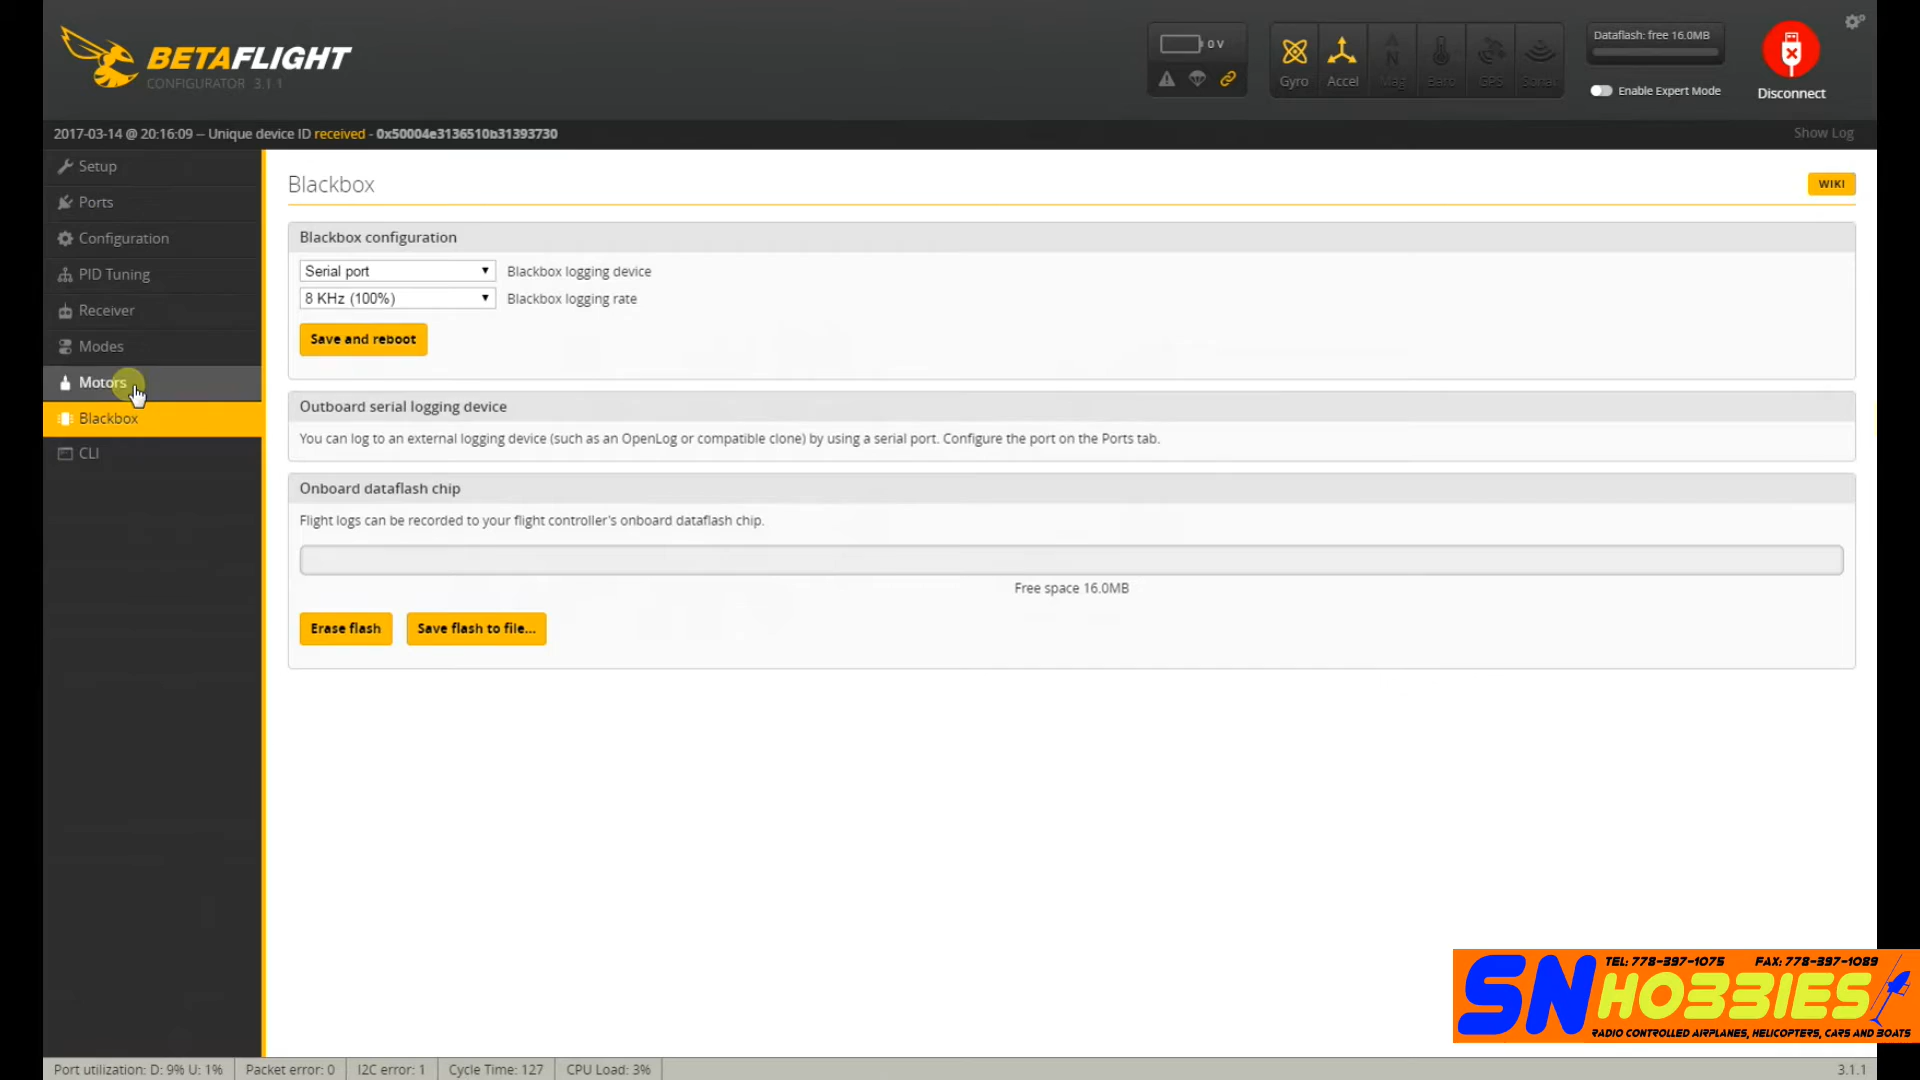 BETAFLIGHT
CONFIGURATOR 3.1.1
0 V
Gyro
Accel
Mag
Baro
GPS
Sonar
Dataflash: free 16.0MB
Enable Expert Mode
Disconnect
2017-03-14 @ 20:16:09 -- Unique device ID received - 0x50004e3136510b31393730
Show Log
Setup
Ports
Configuration
PID Tuning
Receiver
Modes
Motors
Blackbox
CLI
Blackbox
WIKI
Blackbox configuration
Serial port Blackbox logging device
8 KHz (100%) Blackbox logging rate
Save and reboot
Outboard serial logging device
You can log to an external logging device (such as an OpenLog or compatible clone) by using a serial port. Configure the port on the Ports tab.
Onboard dataflash chip
Flight logs can be recorded to your flight controller's onboard dataflash chip.
Free space 16.0MB
Erase flash
Save flash to file...
TEL: 778-397-1075 FAX: 778-397-1089
SN HOBBIES
RADIO CONTROLLED AIRPLANES, HELICOPTERS, CARS AND BOATS
Port utilization: D: 9% U: 1% Packet error: 0 I2C error: 1 Cycle Time: 127 CPU Load: 3% 3.1.1